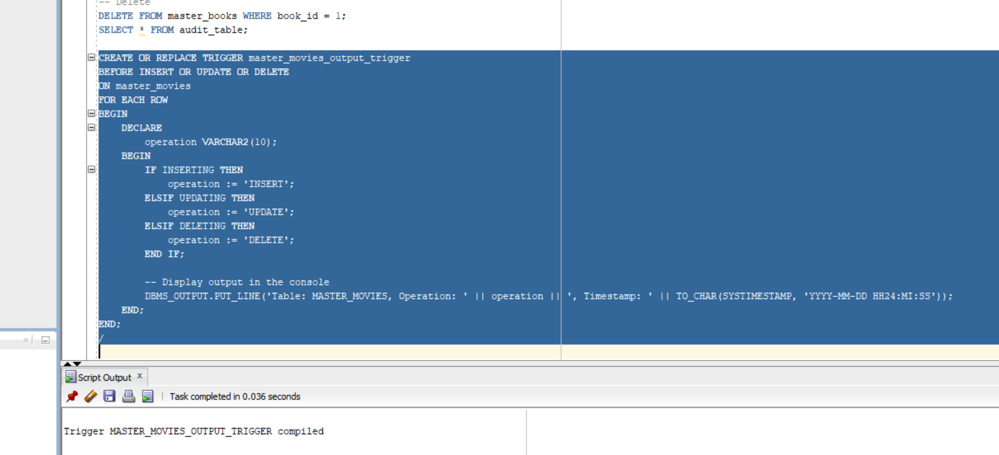 -- Delete
DELETE FROM master_books WHERE book_id = 1;
SELECT * FROM audit_table;
CREATE OR REPLACE TRIGGER master_movies_output_trigger
BEFORE INSERT OR UPDATE OR DELETE
ON master_movies
FOR EACH ROW
BEGIN
    DECLARE
        operation VARCHAR2(10);
    BEGIN
        IF INSERTING THEN
            operation := 'INSERT';
        ELSIF UPDATING THEN
            operation := 'UPDATE';
        ELSIF DELETING THEN
            operation := 'DELETE';
        END IF;
        -- Display output in the console
        DBMS_OUTPUT.PUT_LINE('Table: MASTER_MOVIES, Operation: ' || operation || ', Timestamp: ' || TO_CHAR(SYSTIMESTAMP, 'YYYY-MM-DD HH24:MI:SS'));
    END;
END;
/
Script Output x
Task completed in 0.036 seconds
Trigger MASTER_MOVIES_OUTPUT_TRIGGER compiled